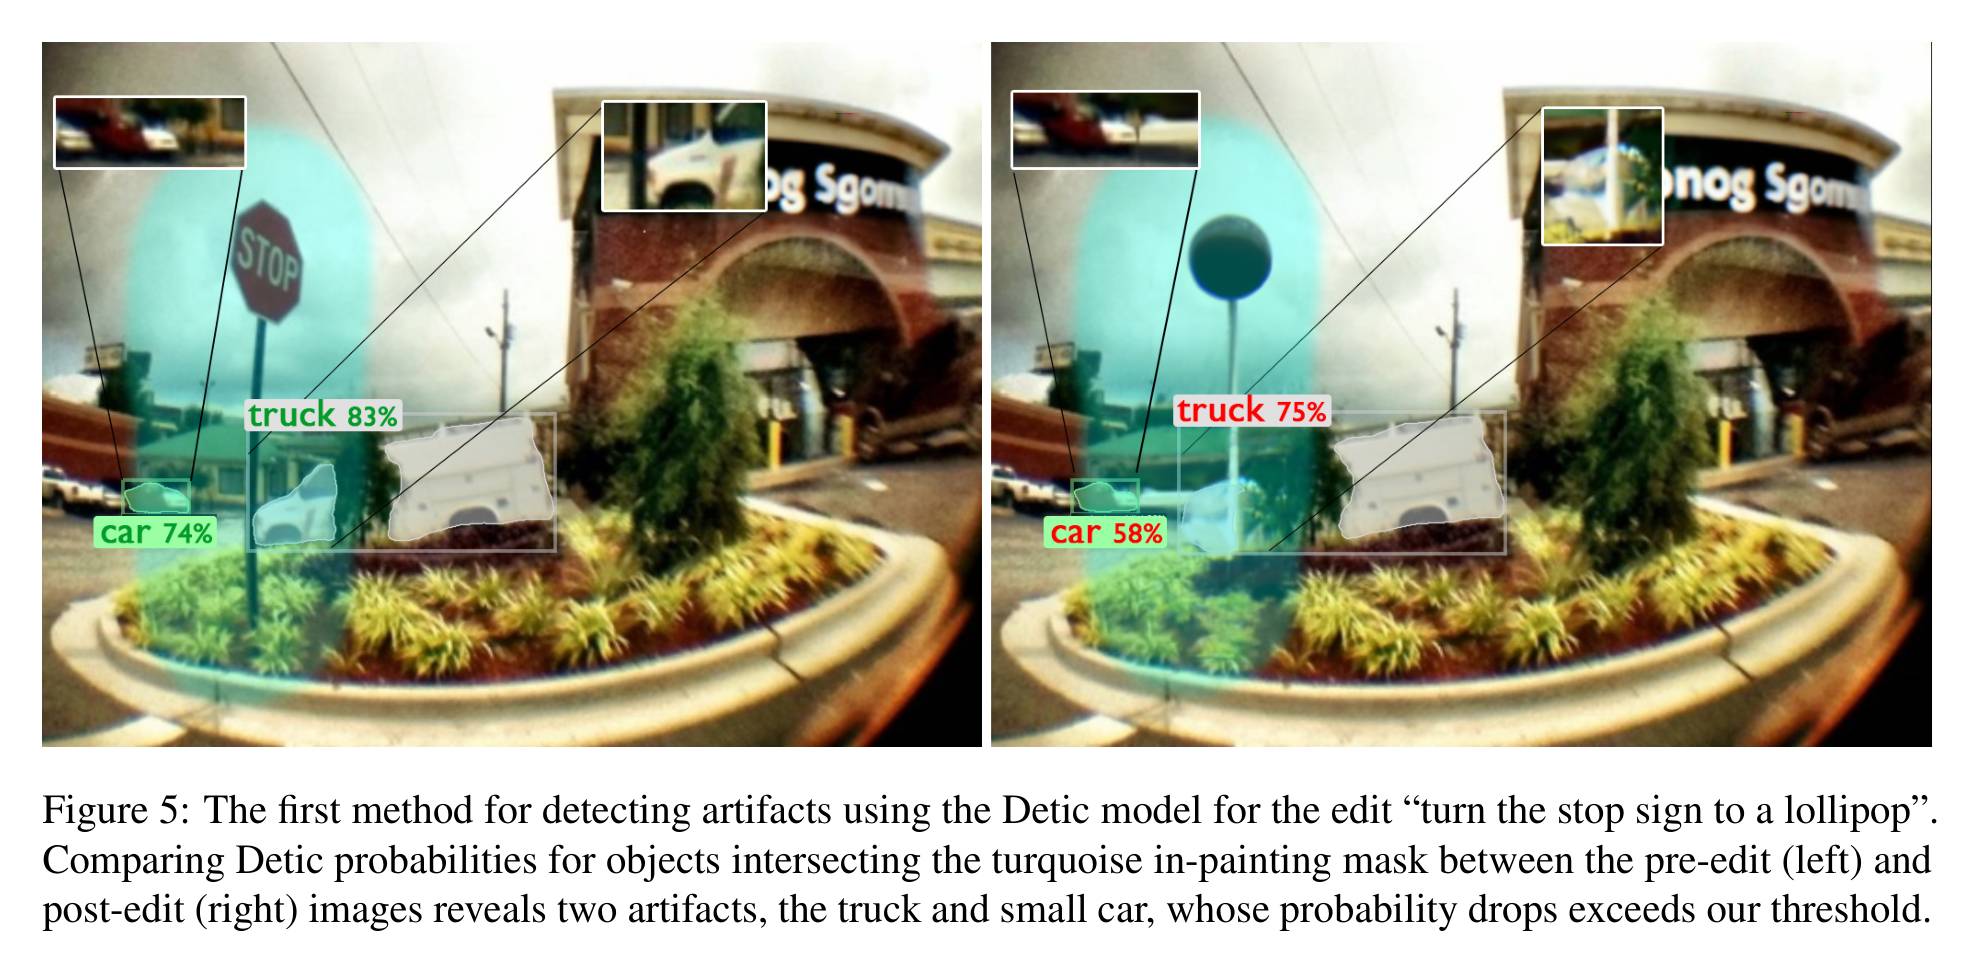 og Sgomm
STOP
truck 83%
car 74%
onog Sgomm
truck 75%
car 58%
Figure 5: The first method for detecting artifacts using the Detic model for the edit “turn the stop sign to a lollipop”.
Comparing Detic probabilities for objects intersecting the turquoise in-painting mask between the pre-edit (left) and
post-edit (right) images reveals two artifacts, the truck and small car, whose probability drops exceeds our threshold.